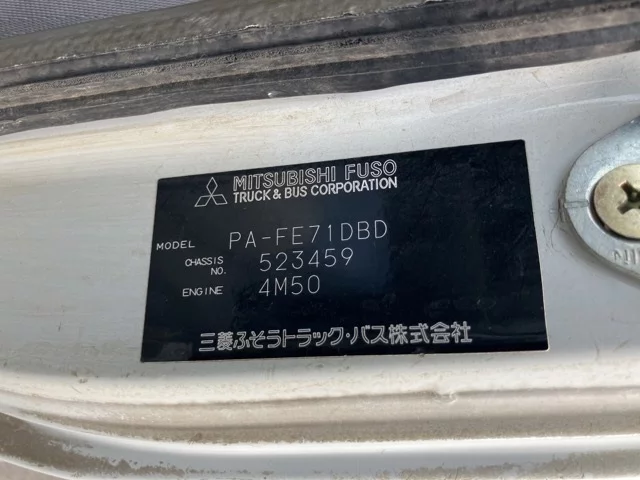 MITSUBISHI FUSO
TRUCK & BUS CORPORATION
MODEL PA-FE71DBD
CHASSIS NO. 523459
ENGINE 4M50
三菱ふそうトラック・バス株式会社